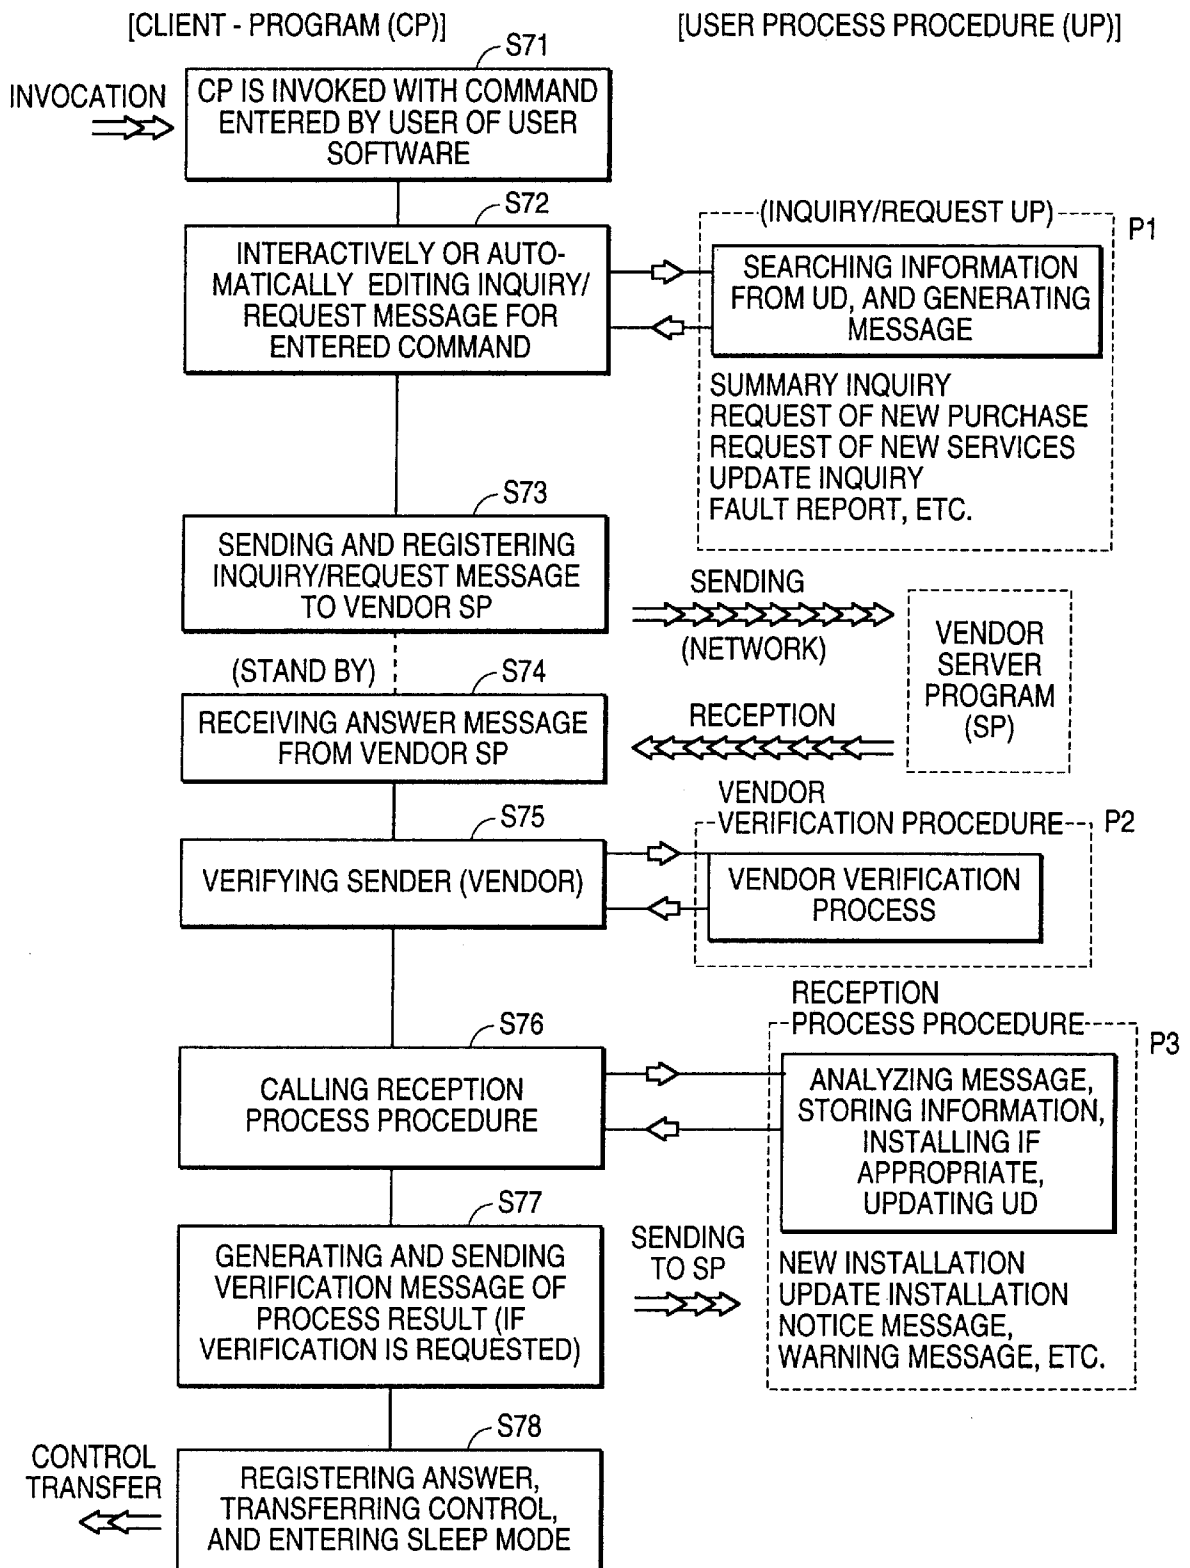 [CLIENT - PROGRAM (CP)]
[USER PROCESS PROCEDURE (UP)]
S71
INVOCATION
CP IS INVOKED WITH COMMAND
ENTERED BY USER OF USER
SOFTWARE
S72
INTERACTIVELY OR AUTO-
MATICALLY EDITING INQUIRY/
REQUEST MESSAGE FOR
ENTERED COMMAND
(INQUIRY/REQUEST UP)
P1
SEARCHING INFORMATION
FROM UD, AND GENERATING
MESSAGE
SUMMARY INQUIRY
REQUEST OF NEW PURCHASE
REQUEST OF NEW SERVICES
UPDATE INQUIRY
FAULT REPORT, ETC.
S73
SENDING AND REGISTERING
INQUIRY/REQUEST MESSAGE
TO VENDOR SP
SENDING
(NETWORK)
VENDOR
SERVER
PROGRAM
(SP)
(STAND BY)
S74
RECEIVING ANSWER MESSAGE
FROM VENDOR SP
RECEPTION
S75
VERIFYING SENDER (VENDOR)
VENDOR
VERIFICATION PROCEDURE
P2
VENDOR VERIFICATION
PROCESS
S76
CALLING RECEPTION
PROCESS PROCEDURE
RECEPTION
PROCESS PROCEDURE
P3
ANALYZING MESSAGE,
STORING INFORMATION,
INSTALLING IF
APPROPRIATE,
UPDATING UD
NEW INSTALLATION
UPDATE INSTALLATION
NOTICE MESSAGE,
WARNING MESSAGE, ETC.
S77
GENERATING AND SENDING
VERIFICATION MESSAGE OF
PROCESS RESULT (IF
VERIFICATION IS REQUESTED)
SENDING
TO SP
S78
CONTROL
TRANSFER
REGISTERING ANSWER,
TRANSFERRING CONTROL,
AND ENTERING SLEEP MODE